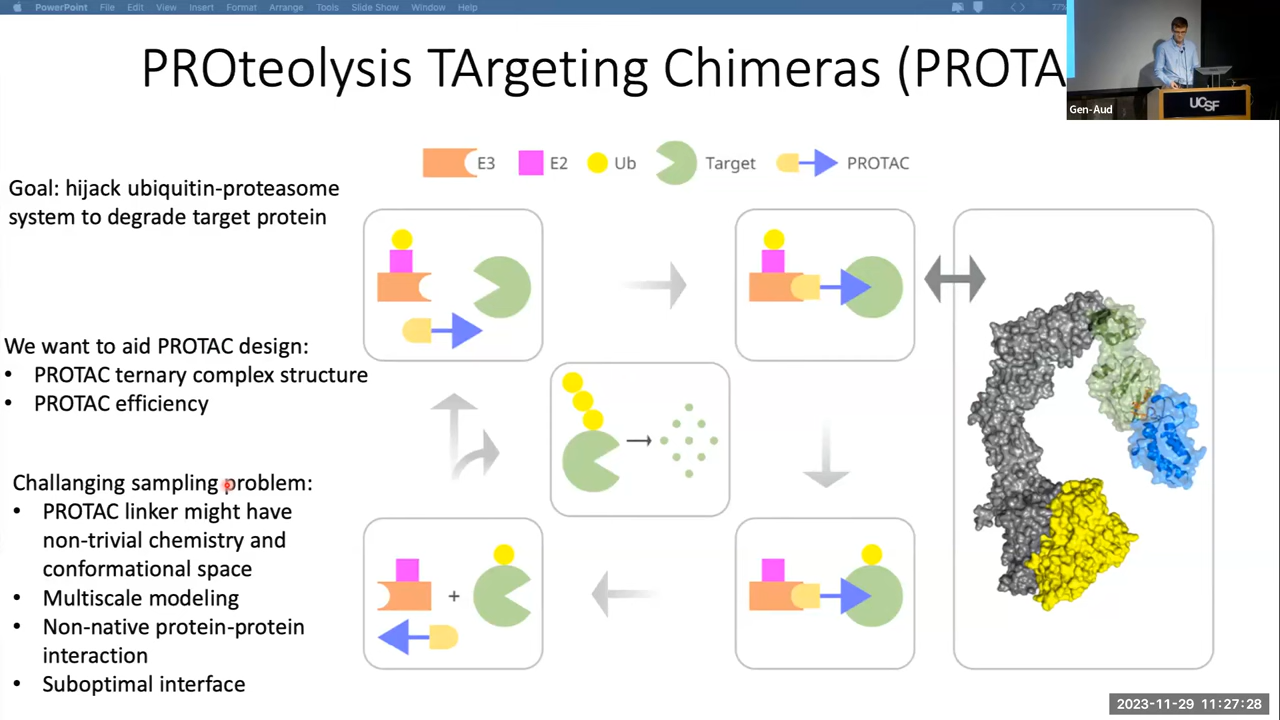 PowerPoint File Edit View Insert Format Arrange Tools Slide Show Window Help
PROteolysis TArgeting Chimeras (PROTA
Gen-Aud
UCSF
E3 E2 Ub Target PROTAC
Goal: hijack ubiquitin-proteasome
system to degrade target protein
We want to aid PROTAC design:
• PROTAC ternary complex structure
• PROTAC efficiency
Challanging sampling problem:
• PROTAC linker might have
non-trivial chemistry and
conformational space
• Multiscale modeling
• Non-native protein-protein
interaction
• Suboptimal interface
+
2023-11-29 11:27:28